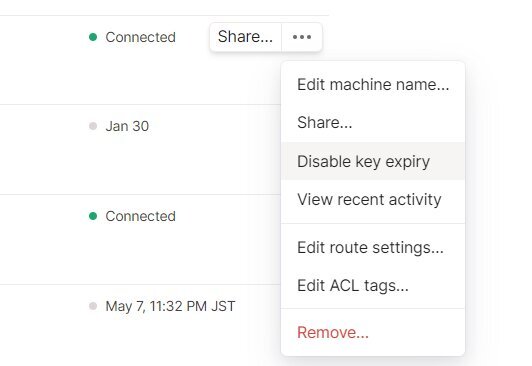 Connected
Share...
Edit machine name...
Jan 30
Share...
Disable key expiry
View recent activity
Connected
Edit route settings...
Edit ACL tags...
May 7, 11:32 PM JST
Remove...